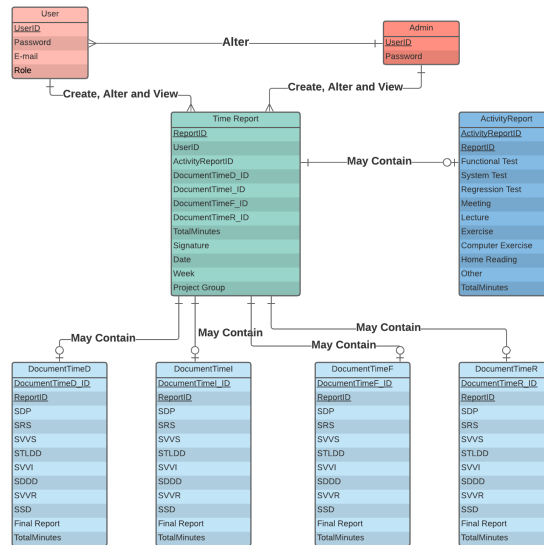 User
UserID
Password
E-mail
Role
Alter
Admin
UserID
Password
Create, Alter and View
Create, Alter and View
Time Report
ReportID
UserID
ActivityReportID
DocumentTimeD_ID
DocumentTimeI_ID
DocumentTimeF_ID
DocumentTimeR_ID
TotalMinutes
Signature
Date
Week
Project Group
May Contain
ActivityReport
ActivityReportID
ReportID
Functional Test
System Test
Regression Test
Meeting
Lecture
Exercise
Computer Exercise
Home Reading
Other
TotalMinutes
May Contain
May Contain
May Contain
May Contain
DocumentTimeD
DocumentTimeD_ID
ReportID
SDP
SRS
SVVS
STLDD
SVVI
SDDD
SVVR
SSD
Final Report
TotalMinutes
DocumentTimeI
DocumentTimeI_ID
ReportID
SDP
SRS
SVVS
STLDD
SVVI
SDDD
SVVR
SSD
Final Report
TotalMinutes
DocumentTimeF
DocumentTimeF_ID
ReportID
SDP
SRS
SVVS
STLDD
SVVI
SDDD
SVVR
SSD
Final Report
TotalMinutes
DocumentTimeR
DocumentTimeR_ID
ReportID
SDP
SRS
SVVS
STLDD
SVVI
SDDD
SVVR
SSD
Final Report
TotalMinutes